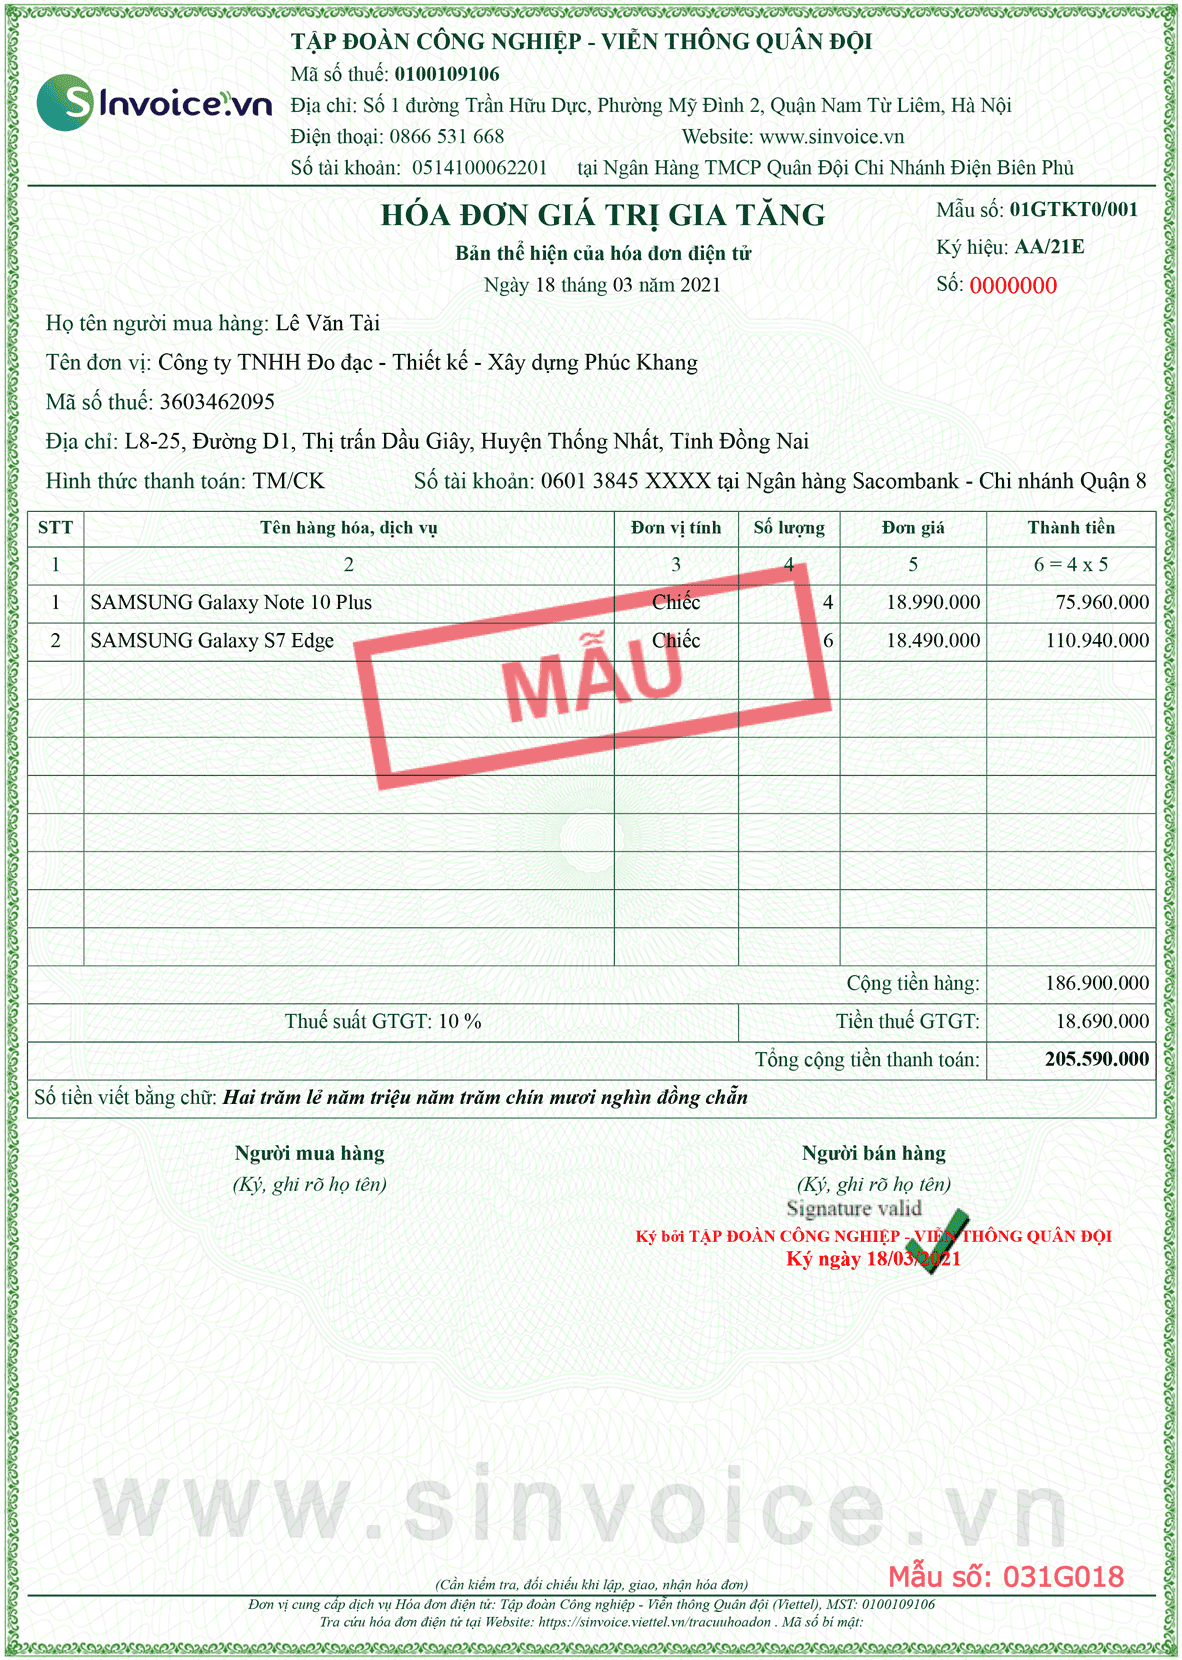 TẬP ĐOÀN CÔNG NGHIỆP - VIỄN THÔNG QUÂN ĐỘI
Mã số thuế: 0100109106
SInvoice.vn
Địa chỉ: Số 1 đường Trần Hữu Dực, Phường Mỹ Đình 2, Quận Nam Từ Liêm, Hà Nội
Điện thoại: 0866 531 668 Website: www.sinvoice.vn
Số tài khoản: 0514100062201 tại Ngân Hàng TMCP Quân Đội Chi Nhánh Điện Biên Phủ
HÓA ĐƠN GIÁ TRỊ GIA TĂNG
Mẫu số: 01GTKT0/001
Bản thể hiện của hóa đơn điện tử
Ký hiệu: AA/21E
Ngày 18 tháng 03 năm 2021
Số: 0000000
Họ tên người mua hàng: Lê Văn Tài
Tên đơn vị: Công ty TNHH Đo đạc - Thiết kế - Xây dựng Phúc Khang
Mã số thuế: 3603462095
Địa chỉ: L8-25, Đường D1, Thị trấn Dầu Giây, Huyện Thống Nhất, Tỉnh Đồng Nai
Hình thức thanh toán: TM/CK Số tài khoản: 0601 3845 XXXX tại Ngân hàng Sacombank - Chi nhánh Quận 8
STT Tên hàng hóa, dịch vụ Đơn vị tính Số lượng Đơn giá Thành tiền
1 2 3 4 5 6 = 4 x 5
1 SAMSUNG Galaxy Note 10 Plus Chiếc 4 18.990.000 75.960.000
2 SAMSUNG Galaxy S7 Edge Chiếc 6 18.490.000 110.940.000
MẪU
Cộng tiền hàng: 186.900.000
Thuế suất GTGT: 10 % Tiền thuế GTGT: 18.690.000
Tổng cộng tiền thanh toán: 205.590.000
Số tiền viết bằng chữ: Hai trăm lẻ năm triệu năm trăm chín mươi nghìn đồng chẵn
Người mua hàng Người bán hàng
(Ký, ghi rõ họ tên) (Ký, ghi rõ họ tên)
Signature valid
Ký bởi TẬP ĐOÀN CÔNG NGHIỆP - VIỄN THÔNG QUÂN ĐỘI
Ký ngày 18/03/2021
www.sinvoice.vn
Mẫu số: 031G018
(Cần kiểm tra, đối chiếu khi lập, giao, nhận hóa đơn)
Đơn vị cung cấp dịch vụ Hóa đơn điện tử: Tập đoàn Công nghiệp - Viễn thông Quân đội (Viettel), MST: 0100109106
Tra cứu hóa đơn điện tử tại Website: https://sinvoice.viettel.vn/tracuuhoadon . Mã số bí mật: